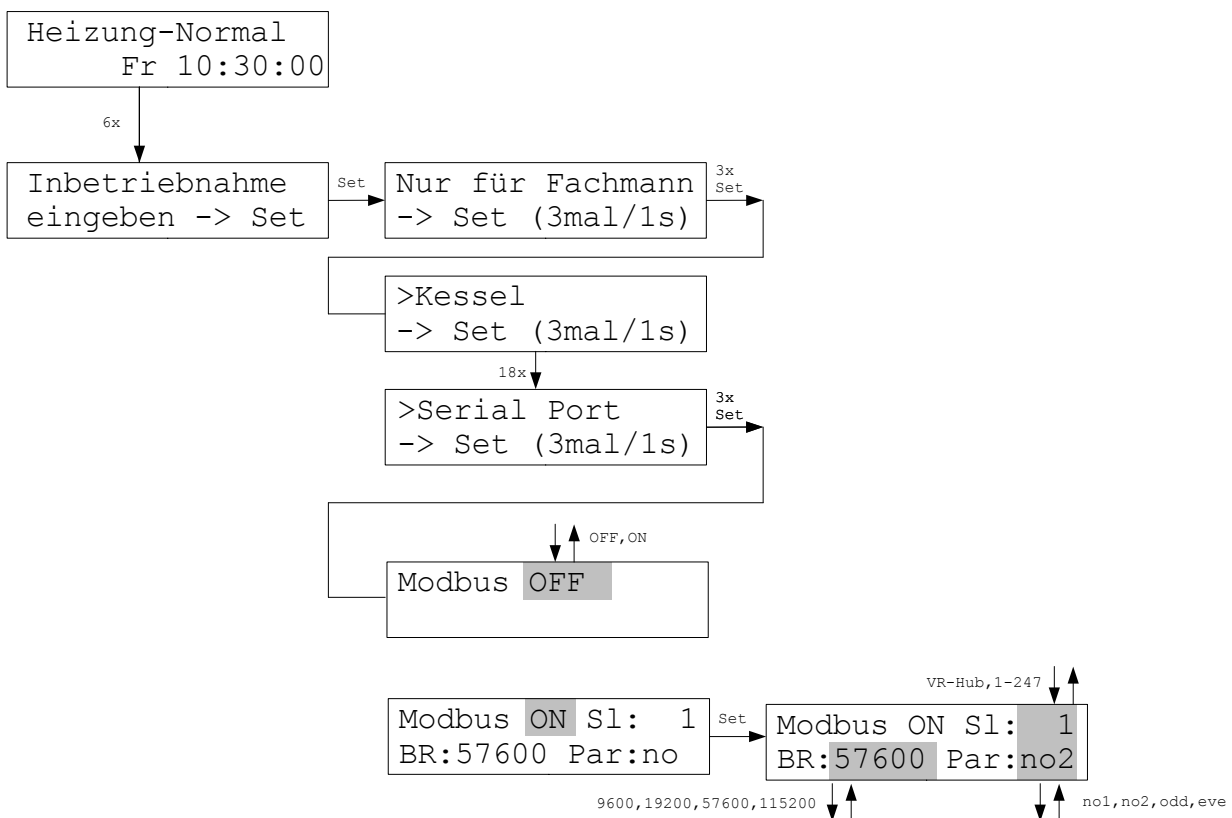 Heizung-Normal
Fr 10:30:00
6x
Inbetriebnahme
eingeben -> Set
Set
Nur für Fachmann
-> Set (3mal/1s)
3x
Set
>Kessel
-> Set (3mal/1s)
18x
>Serial Port
-> Set (3mal/1s)
3x
Set
OFF,ON
Modbus OFF
VR-Hub,1-247
Modbus ON Sl: 1
BR:57600 Par:no
Set
Modbus ON Sl: 1
BR:57600 Par:no2
9600,19200,57600,115200
no1,no2,odd,eve